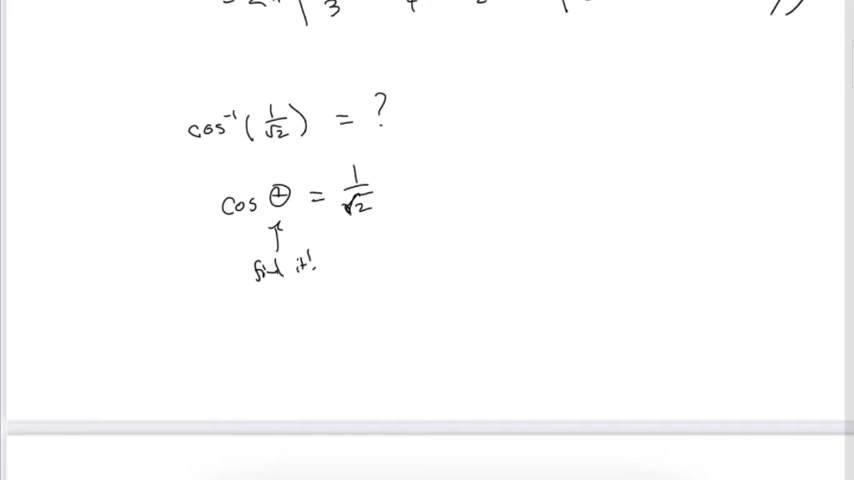 cos⁻¹(1/√2) = ?
cos Θ = 1/√2
↑
find it!